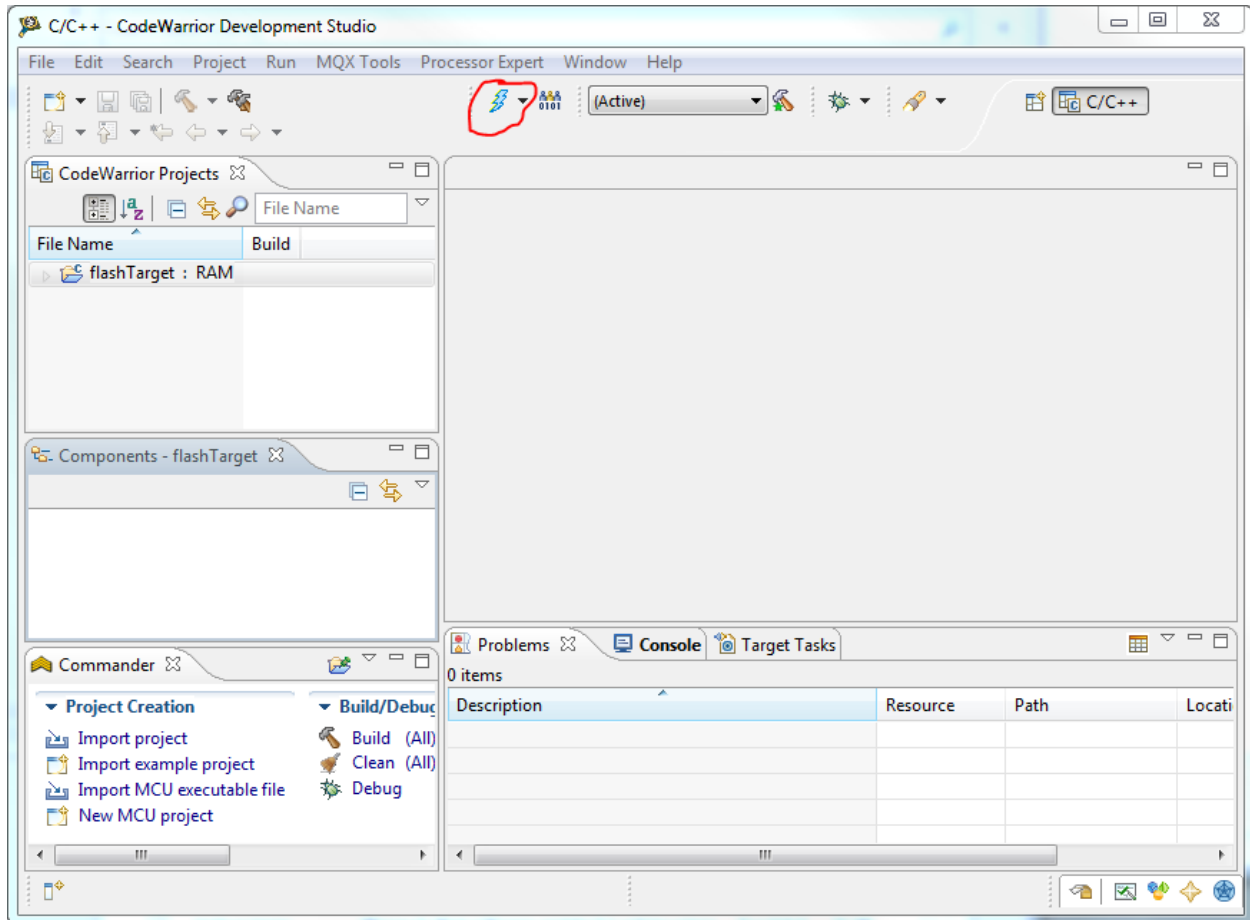 C/C++ - CodeWarrior Development Studio
File Edit Search Project Run MQX Tools Processor Expert Window Help
(Active)
C/C++
CodeWarrior Projects
File Name
File Name Build
flashTarget : RAM
Components - flashTarget
Commander
Project Creation
Import project
Import example project
Import MCU executable file
New MCU project
Build/Debug
Build (All)
Clean (All)
Debug
Problems Console Target Tasks
0 items
Description Resource Path Locati